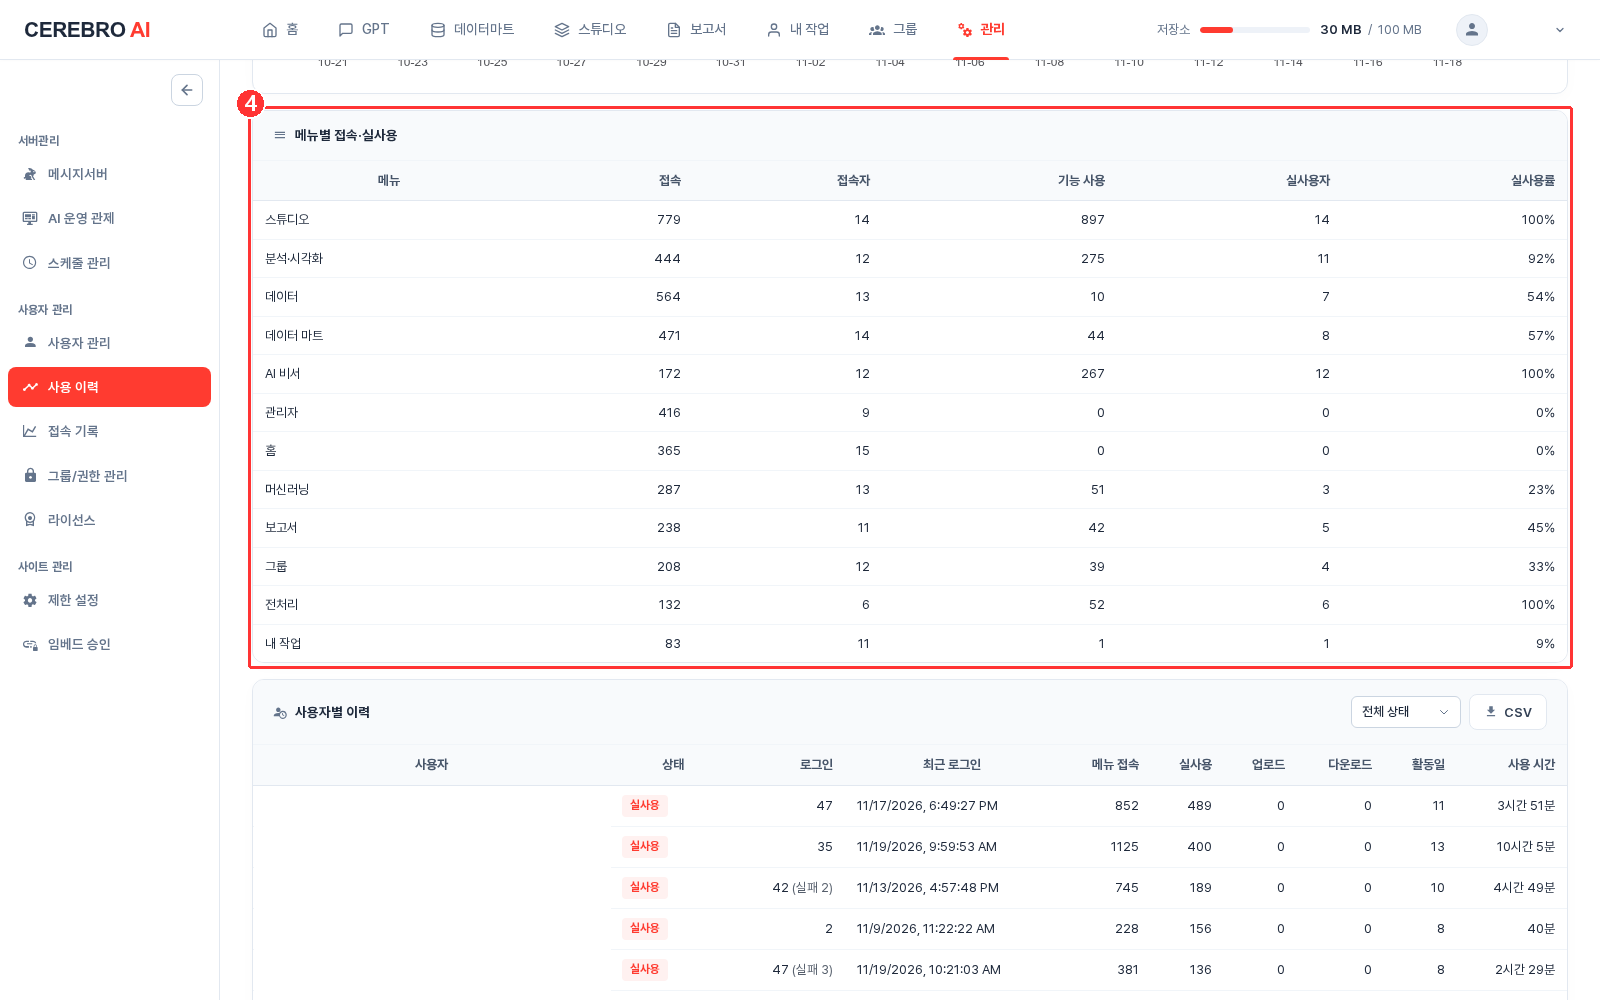 CEREBRO AI
홈
GPT
데이터마트
스튜디오
보고서
내 작업
그룹
관리
저장소 30 MB / 100 MB
서버관리
메시지서버
AI 운영 관제
스케줄 관리
사용자 관리
사용자 관리
사용 이력
접속 기록
그룹/권한 관리
라이선스
사이트 관리
제한 설정
임베드 승인
10-21 10-23 10-25 10-27 10-29 10-31 11-02 11-04 11-06 11-08 11-10 11-12 11-14 11-16 11-18
4
메뉴별 접속·실사용
메뉴 접속 접속자 기능 사용 실사용자 실사용률
스튜디오 779 14 897 14 100%
분석·시각화 444 12 275 11 92%
데이터 564 13 10 7 54%
데이터 마트 471 14 44 8 57%
AI 비서 172 12 267 12 100%
관리자 416 9 0 0 0%
홈 365 15 0 0 0%
머신러닝 287 13 51 3 23%
보고서 238 11 42 5 45%
그룹 208 12 39 4 33%
전처리 132 6 52 6 100%
내 작업 83 11 1 1 9%
사용자별 이력
전체 상태
CSV
사용자 상태 로그인 최근 로그인 메뉴 접속 실사용 업로드 다운로드 활동일 사용 시간
실사용 47 11/17/2026, 6:49:27 PM 852 489 0 0 11 3시간 51분
실사용 35 11/19/2026, 9:59:53 AM 1125 400 0 0 13 10시간 5분
실사용 42 (실패 2) 11/13/2026, 4:57:48 PM 745 189 0 0 10 4시간 49분
실사용 2 11/9/2026, 11:22:22 AM 228 156 0 0 8 40분
실사용 47 (실패 3) 11/19/2026, 10:21:03 AM 381 136 0 0 8 2시간 29분